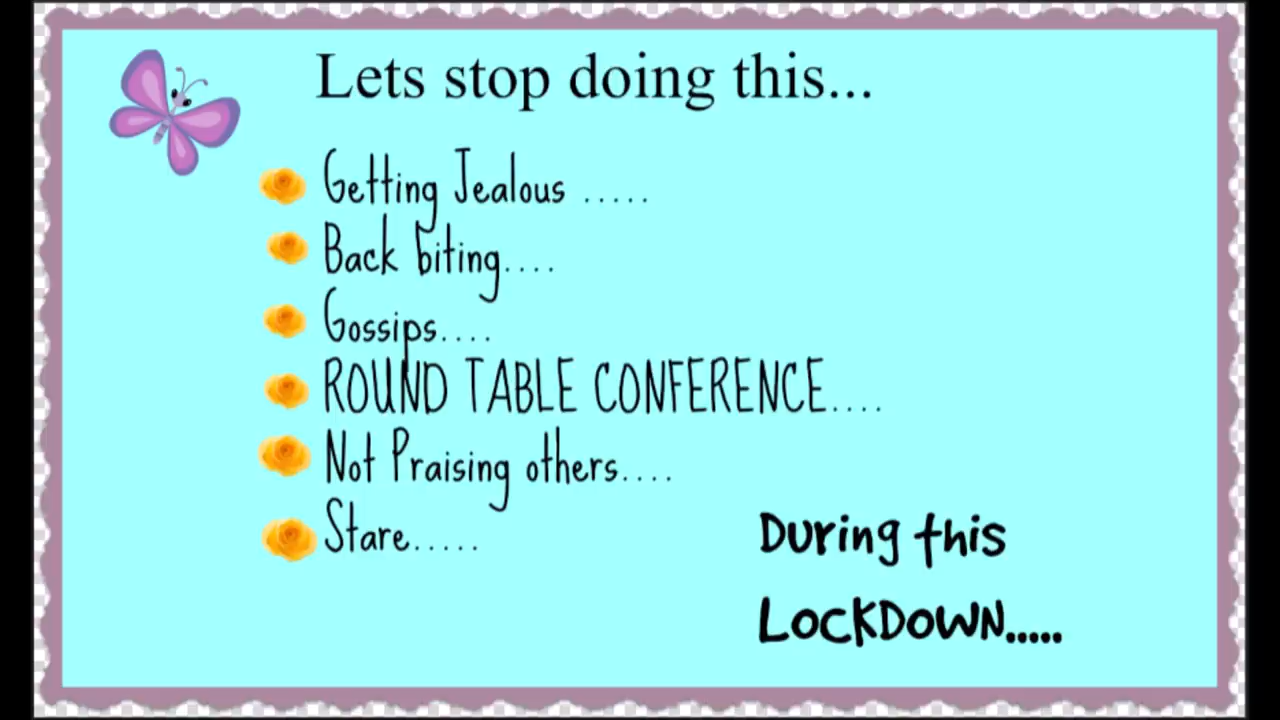 Lets stop doing this...
Getting Jealous .....
Back biting....
Gossips....
ROUND TABLE CONFERENCE....
Not Praising others....
Stare.....
During this
LOCKDOWN.....